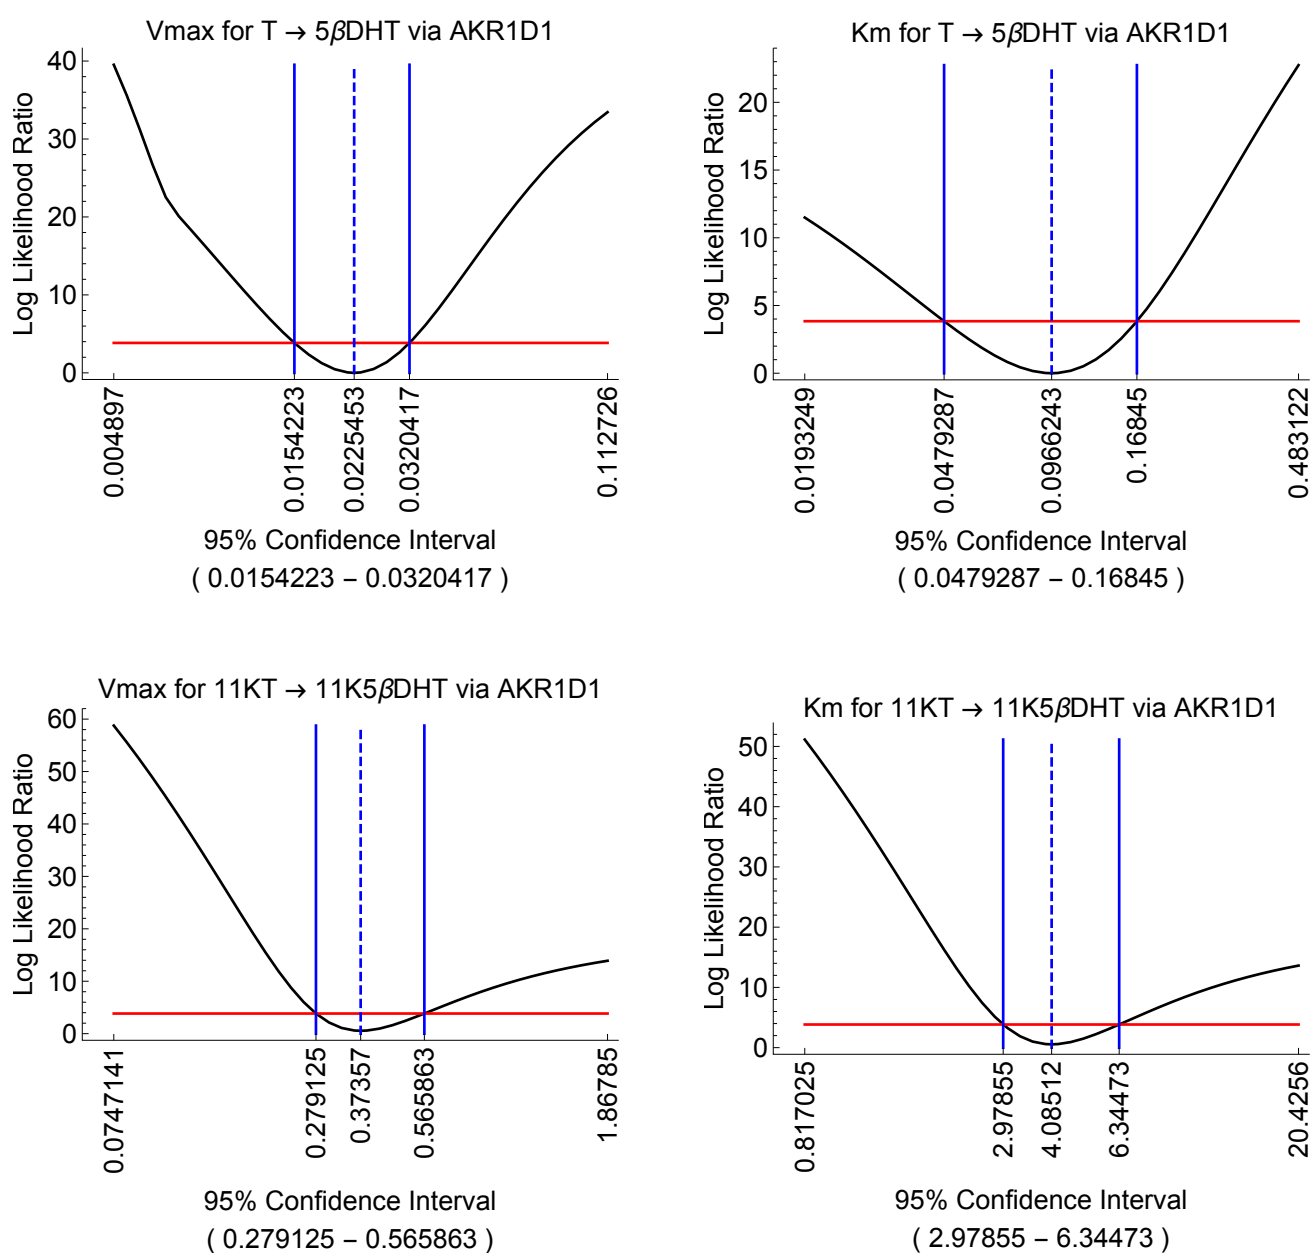 Vmax for T → 5βDHT via AKR1D1
Log Likelihood Ratio
40
30
20
10
0
0.004897
0.0154223
0.0225453
0.0320417
0.112726
95% Confidence Interval
( 0.0154223 – 0.0320417 )
Km for T → 5βDHT via AKR1D1
Log Likelihood Ratio
20
15
10
5
0
0.0193249
0.0479287
0.0966243
0.16845
0.483122
95% Confidence Interval
( 0.0479287 – 0.16845 )
Vmax for 11KT → 11K5βDHT via AKR1D1
Log Likelihood Ratio
60
50
40
30
20
10
0
0.0747141
0.279125
0.37357
0.565863
1.86785
95% Confidence Interval
( 0.279125 – 0.565863 )
Km for 11KT → 11K5βDHT via AKR1D1
Log Likelihood Ratio
50
40
30
20
10
0
0.817025
2.97855
4.08512
6.34473
20.4256
95% Confidence Interval
( 2.97855 – 6.34473 )